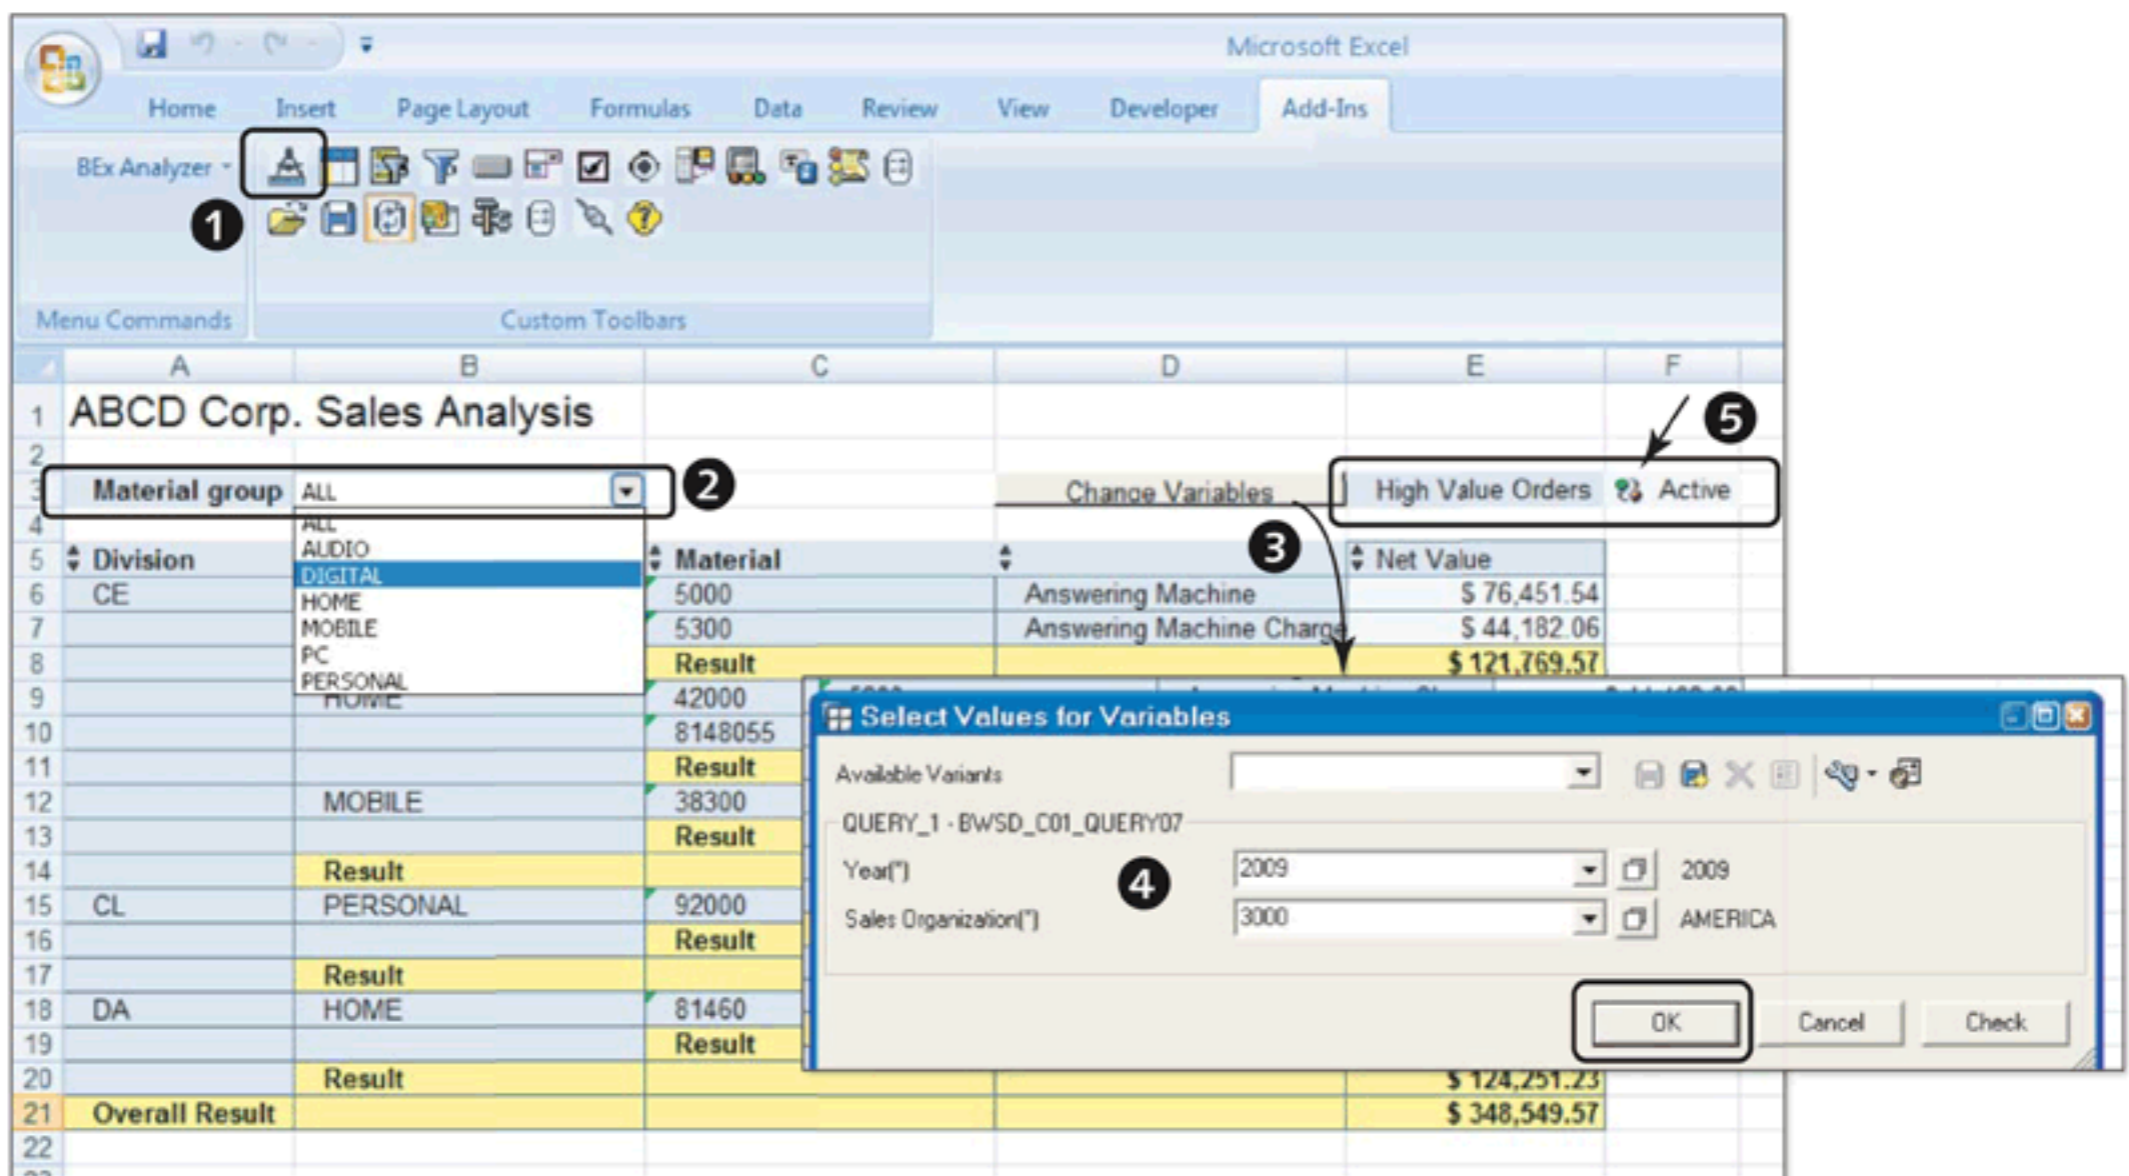 Microsoft Excel
Home Insert Page Layout Formulas Data Review View Developer Add-Ins
BEx Analyzer
1
Menu Commands Custom Toolbars
A B C D E F
1 ABCD Corp. Sales Analysis 5
2
3 Material group ALL 2 Change Variables High Value Orders Active
4 ALL
AUDIO
5 Division Material 3 Net Value
DIGITAL
6 CE 5000 Answering Machine $ 76,451.54
HOME
7 MOBILE 5300 Answering Machine Charge $ 44,182.06
8 PC Result $ 121,769.57
PERSONAL
9 HOME 42000
Select Values for Variables
10 8148055
11 Result
Available Variants
12 MOBILE 38300
QUERY_1 - BWSD_C01_QUERY07
13 Result
14 Result
Year(*) 4 2009 2009
15 CL PERSONAL 92000
Sales Organization(*) 3000 AMERICA
16 Result
17 Result
18 DA HOME 81460
OK Cancel Check
19 Result
20 Result $ 124,251.23
21 Overall Result $ 348,549.57
22